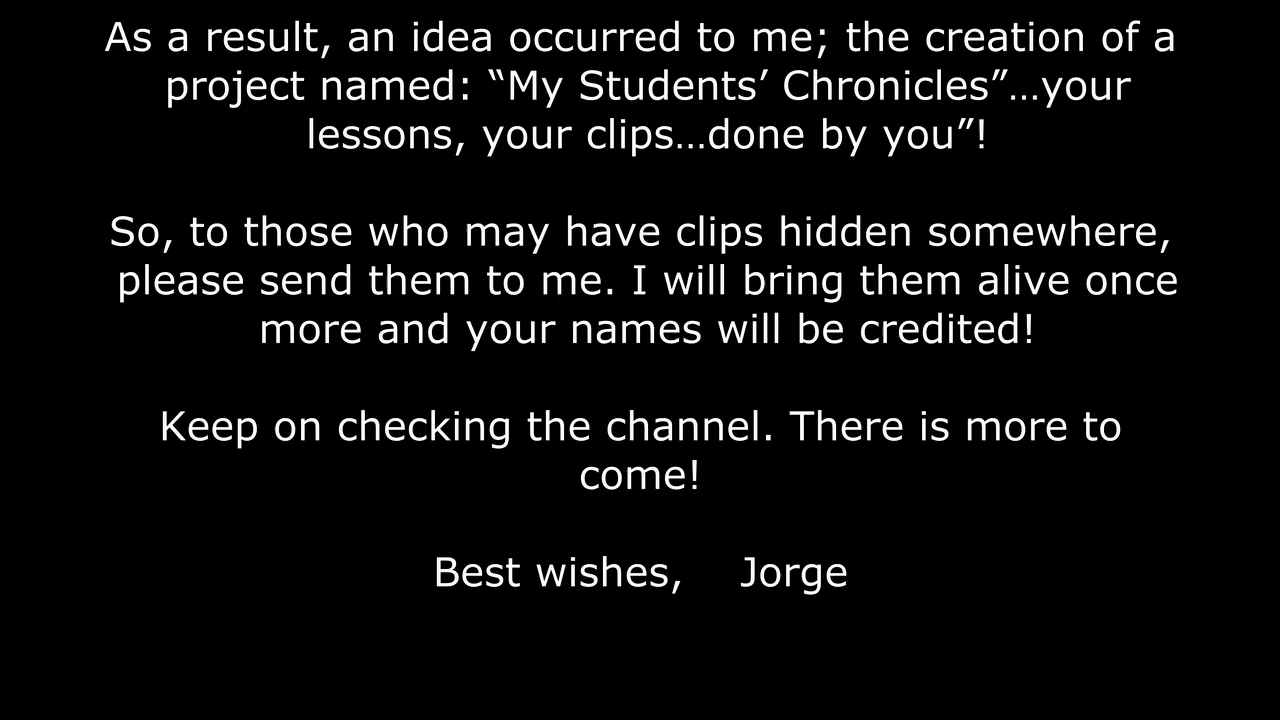 As a result, an idea occurred to me; the creation of a
project named: “My Students’ Chronicles”…your
lessons, your clips…done by you”!
So, to those who may have clips hidden somewhere,
please send them to me. I will bring them alive once
more and your names will be credited!
Keep on checking the channel. There is more to
come!
Best wishes, Jorge